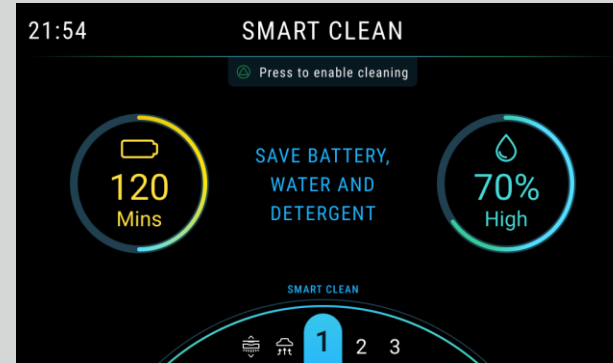 21:54
SMART CLEAN
Press to enable cleaning
120
Mins
SAVE BATTERY,
WATER AND
DETERGENT
70%
High
SMART CLEAN
1 2 3